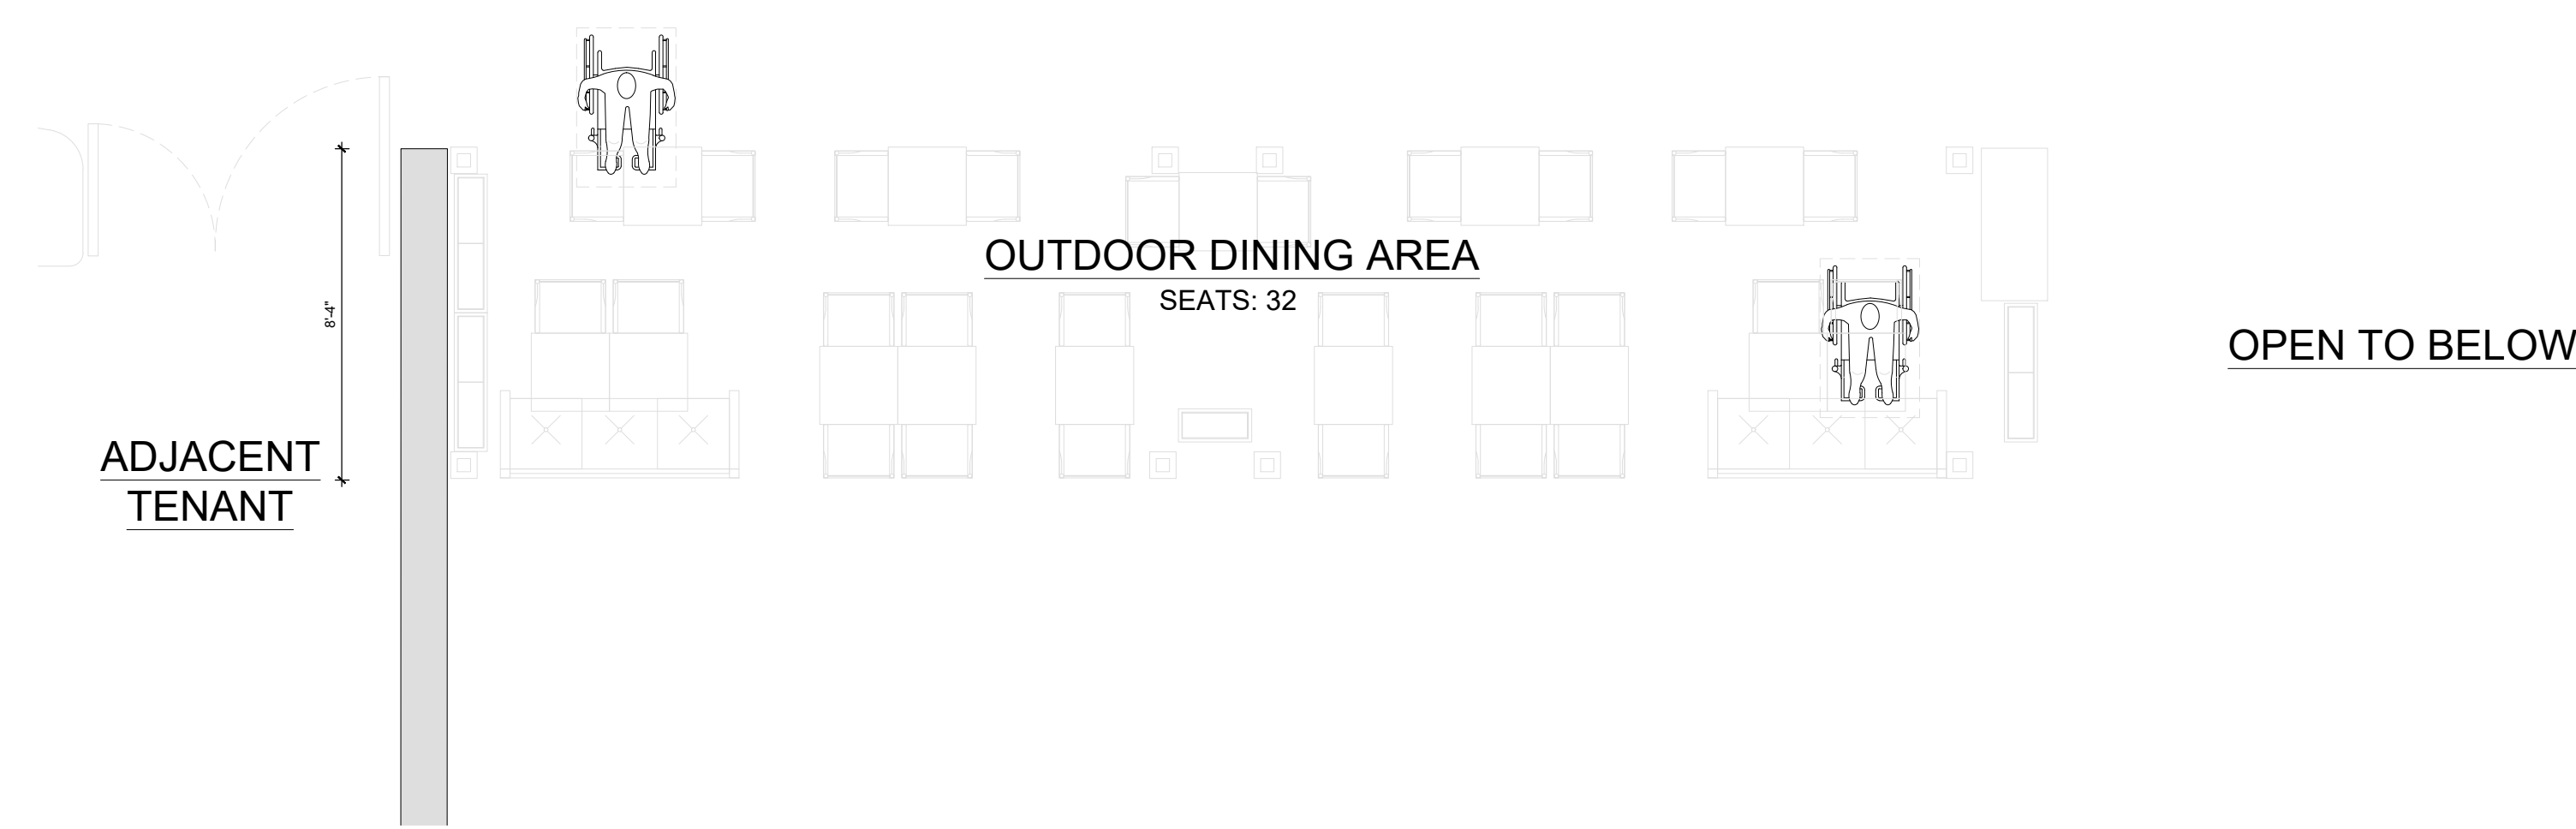 OUTDOOR DINING AREA
SEATS: 32
8'-4"
OPEN TO BELOW
ADJACENT
TENANT